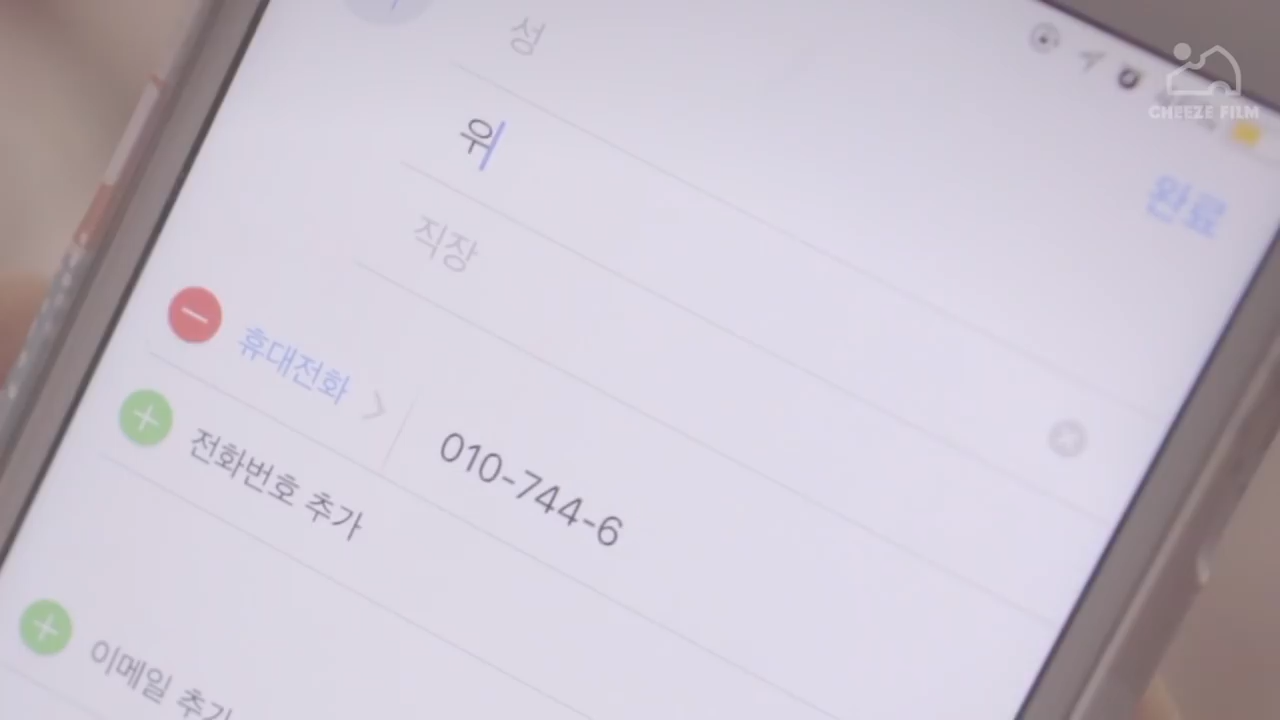 성
CHEEZE FILM
우
완료
직장
휴대전화
010-744-6
전화번호 추가
이메일 추가